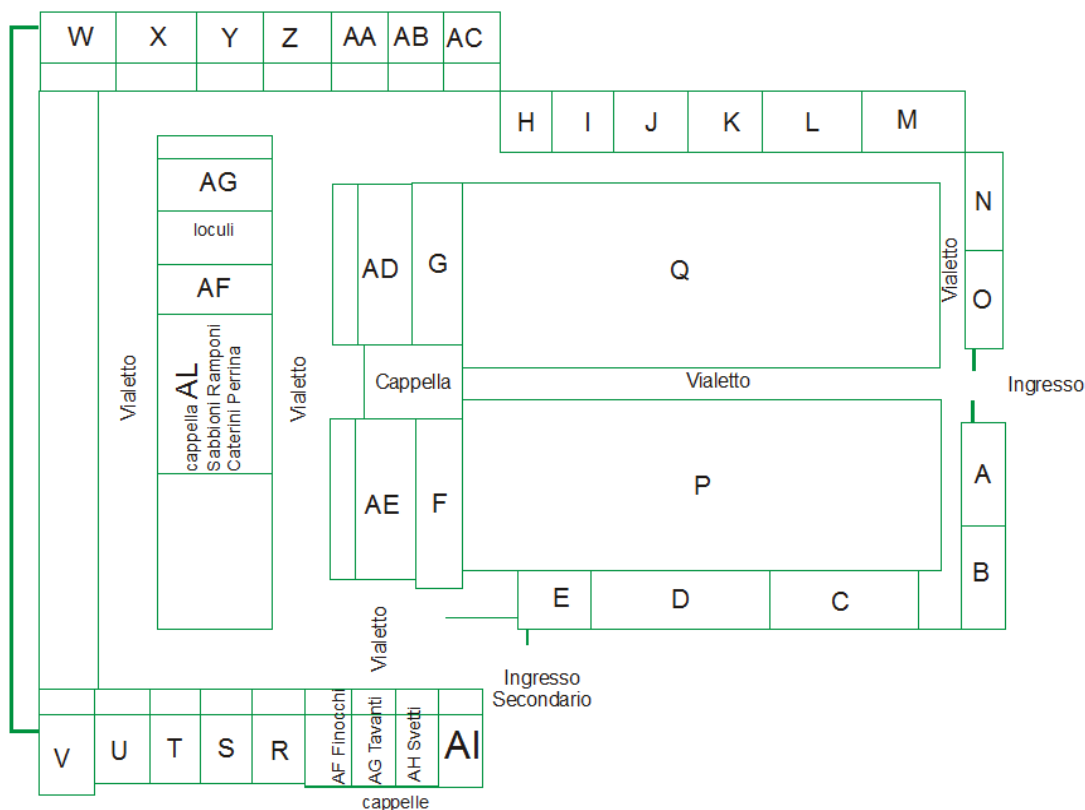 W X Y Z AA AB AC
H I J K L M
AG
loculi
AF
cappella AL
Sabbioni Ramponi
Caterini Perrina
Vialetto
Vialetto
AD G
Q
Vialetto
N
O
Cappella
Vialetto
Ingresso
AE F
P
A
B
E D C
Vialetto
Ingresso
Secondario
V U T S R
AF Finocchi
AG Tavanti
AH Svetti
AI
cappelle